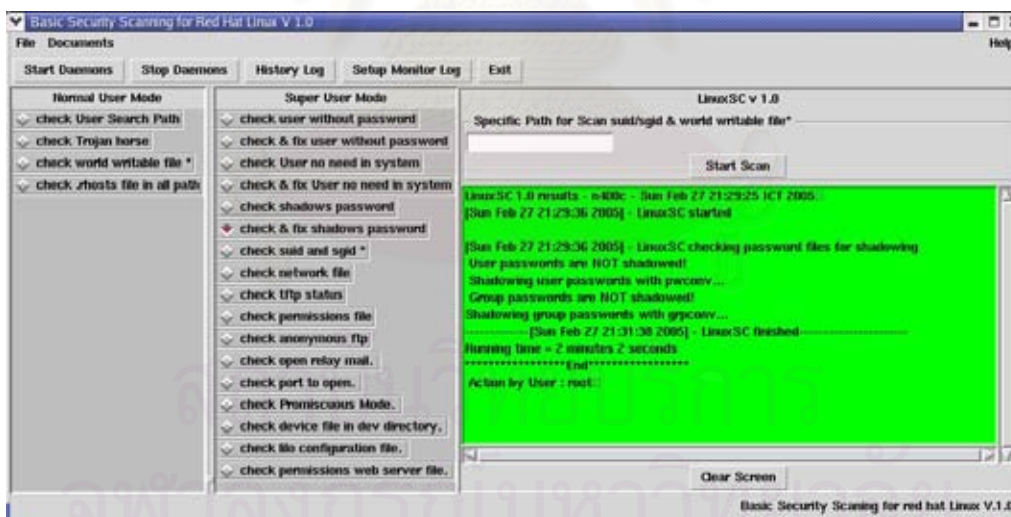 Basic Security Scanning for Red Hat Linux V 1.0
File Documents Help
Start Daemons Stop Daemons History Log Setup Monitor Log Exit
Normal User Mode
check User Search Path
check Trojan horse
check world writable file *
check .rhosts file in all path
Super User Mode
check user without password
check & fix user without password
check User no need in system
check & fix User no need in system
check shadows password
check & fix shadows password
check suid and sgid *
check network file
check tftp status
check permissions file
check anonymous ftp
check open relay mail.
check port to open.
check Promiscuous Mode.
check device file in dev directory.
check lilo configuration file.
check permissions web server file.
LinuxSC v 1.0
Specific Path for Scan suid/sgid & world writable file*
Start Scan
LinuxSC 1.0 results - n400c - Sun Feb 27 21:29:25 ICT 2005
[Sun Feb 27 21:29:36 2005] - LinuxSC started
[Sun Feb 27 21:29:36 2005] - LinuxSC checking password files for shadowing
User passwords are NOT shadowed!
Shadowing user passwords with pwconv...
Group passwords are NOT shadowed!
Shadowing group passwords with grpconv...
-------------[Sun Feb 27 21:31:38 2005] - LinuxSC finished----------------------
Running time = 2 minutes 2 seconds
********************End********************
Action by User : root
Clear Screen
Basic Security Scaning for red hat Linux V.1.0